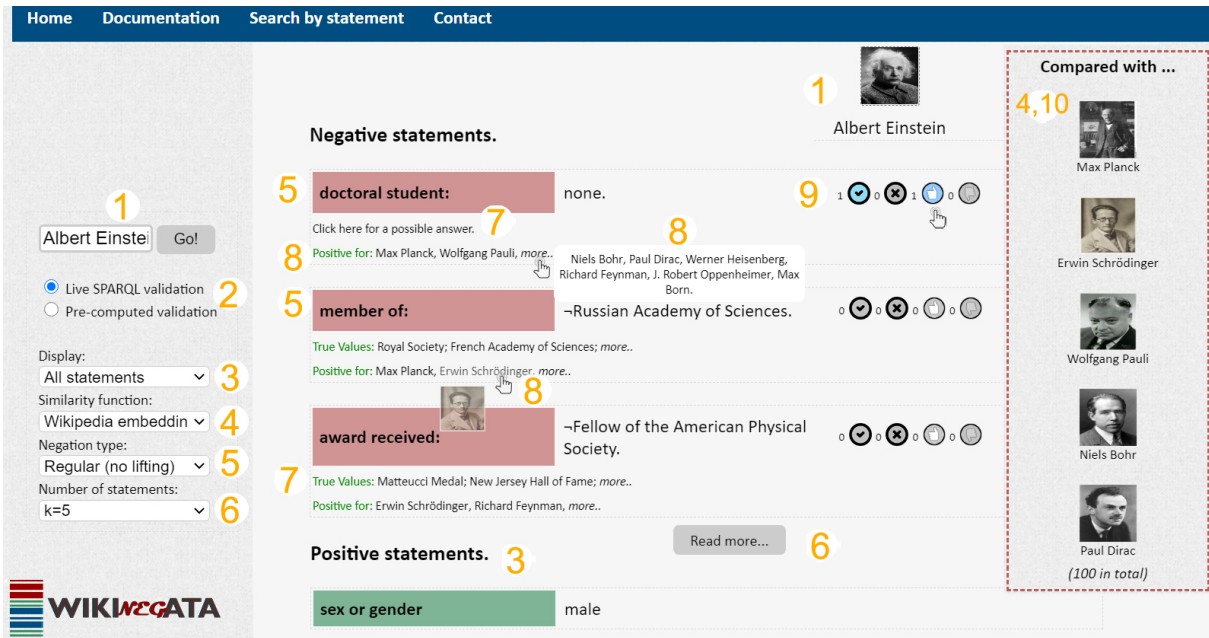 Home Documentation Search by statement Contact
1
Albert Einstei Go!
Live SPARQL validation
2
Pre-computed validation
Display:
All statements
3
Similarity function:
Wikipedia embeddin
4
Negation type:
Regular (no lifting)
5
Number of statements:
k=5
6
WIKINEGATA
1
Albert Einstein
Negative statements.
5
doctoral student: none.
9
1 0 1 0
Click here for a possible answer.
7
8
Positive for: Max Planck, Wolfgang Pauli, more..
8
Niels Bohr, Paul Dirac, Werner Heisenberg,
Richard Feynman, J. Robert Oppenheimer, Max
Born.
5
member of: ¬Russian Academy of Sciences.
0 0 0 0
True Values: Royal Society; French Academy of Sciences; more..
Positive for: Max Planck, Erwin Schrödinger, more..
8
award received: ¬Fellow of the American Physical
Society.
0 0 0 0
7
True Values: Matteucci Medal; New Jersey Hall of Fame; more..
Positive for: Erwin Schrödinger, Richard Feynman, more..
Read more...
6
Positive statements.
3
sex or gender male
Compared with ...
4,10
Max Planck
Erwin Schrödinger
Wolfgang Pauli
Niels Bohr
Paul Dirac
(100 in total)